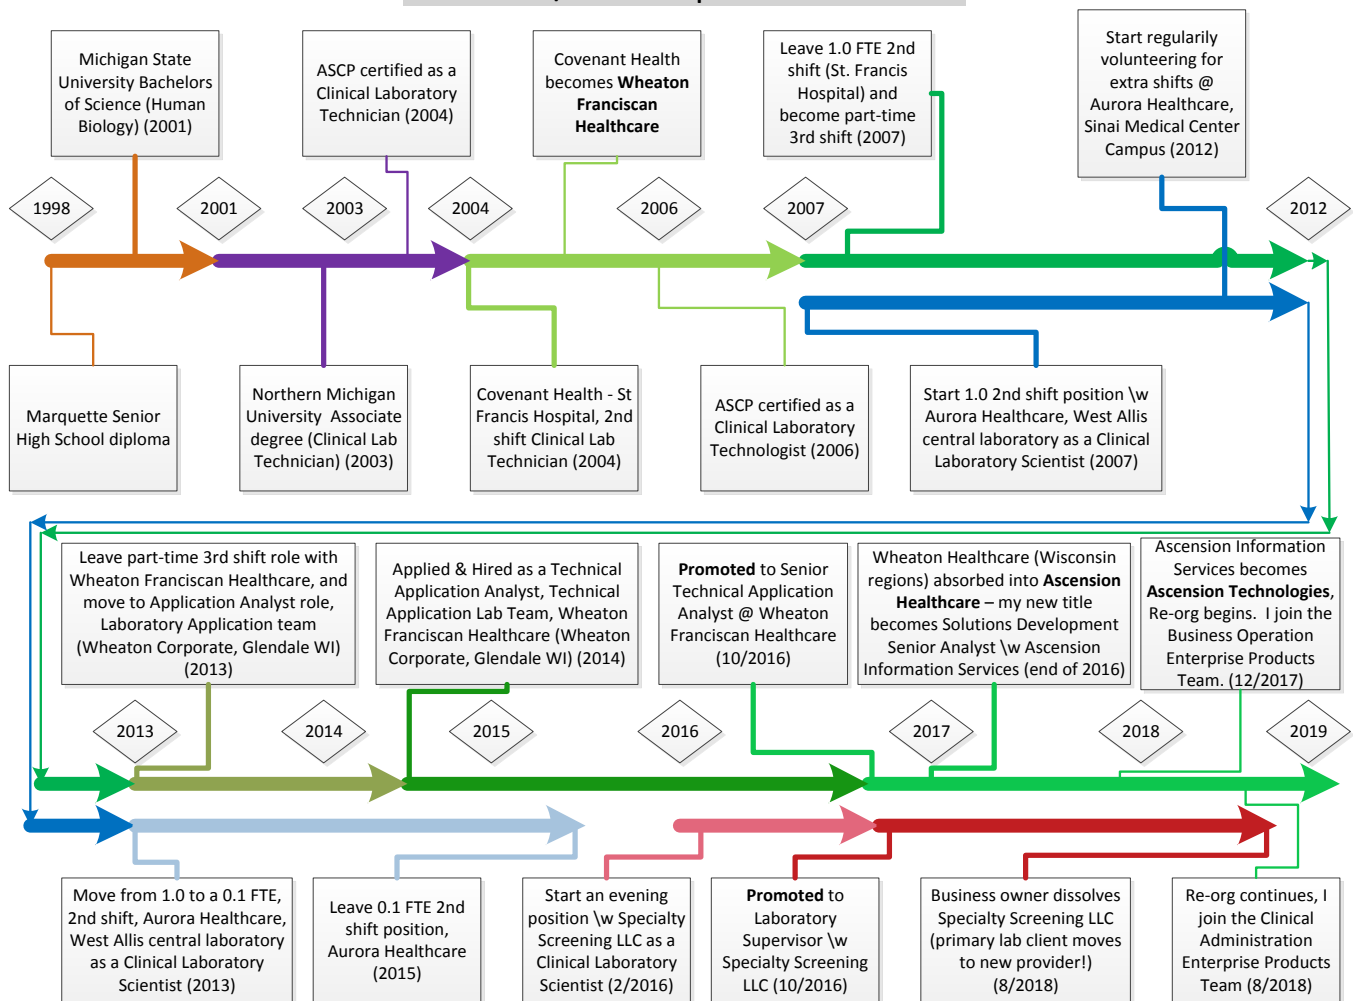 Michigan State
University Bachelors
of Science (Human
Biology) (2001)
ASCP certified as a
Clinical Laboratory
Technician (2004)
Covenant Health
becomes Wheaton
Franciscan
Healthcare
Leave 1.0 FTE 2nd
shift (St. Francis
Hospital) and
become part-time
3rd shift (2007)
Start regularily
volunteering for
extra shifts @
Aurora Healthcare,
Sinai Medical Center
Campus (2012)
1998
2001
2003
2004
2006
2007
2012
Marquette Senior
High School diploma
Northern Michigan
University Associate
degree (Clinical Lab
Technician) (2003)
Covenant Health - St
Francis Hospital, 2nd
shift Clinical Lab
Technician (2004)
ASCP certified as a
Clinical Laboratory
Technologist (2006)
Start 1.0 2nd shift position \w
Aurora Healthcare, West Allis
central laboratory as a Clinical
Laboratory Scientist (2007)
Leave part-time 3rd shift role with
Wheaton Franciscan Healthcare, and
move to Application Analyst role,
Laboratory Application team
(Wheaton Corporate, Glendale WI)
(2013)
Applied & Hired as a Technical
Application Analyst, Technical
Application Lab Team, Wheaton
Franciscan Healthcare (Wheaton
Corporate, Glendale WI) (2014)
Promoted to Senior
Technical Application
Analyst @ Wheaton
Franciscan Healthcare
(10/2016)
Wheaton Healthcare (Wisconsin
regions) absorbed into Ascension
Healthcare – my new title
becomes Solutions Development
Senior Analyst \w Ascension
Information Services (end of 2016)
Ascension Information
Services becomes
Ascension Technologies,
Re-org begins. I join the
Business Operation
Enterprise Products
Team. (12/2017)
2013
2014
2015
2016
2017
2018
2019
Move from 1.0 to a 0.1 FTE,
2nd shift, Aurora Healthcare,
West Allis central laboratory
as a Clinical Laboratory
Scientist (2013)
Leave 0.1 FTE 2nd
shift position,
Aurora Healthcare
(2015)
Start an evening
position \w Specialty
Screening LLC as a
Clinical Laboratory
Scientist (2/2016)
Promoted to
Laboratory
Supervisor \w
Specialty Screening
LLC (10/2016)
Business owner dissolves
Specialty Screening LLC
(primary lab client moves
to new provider!)
(8/2018)
Re-org continues, I
join the Clinical
Administration
Enterprise Products
Team (8/2018)